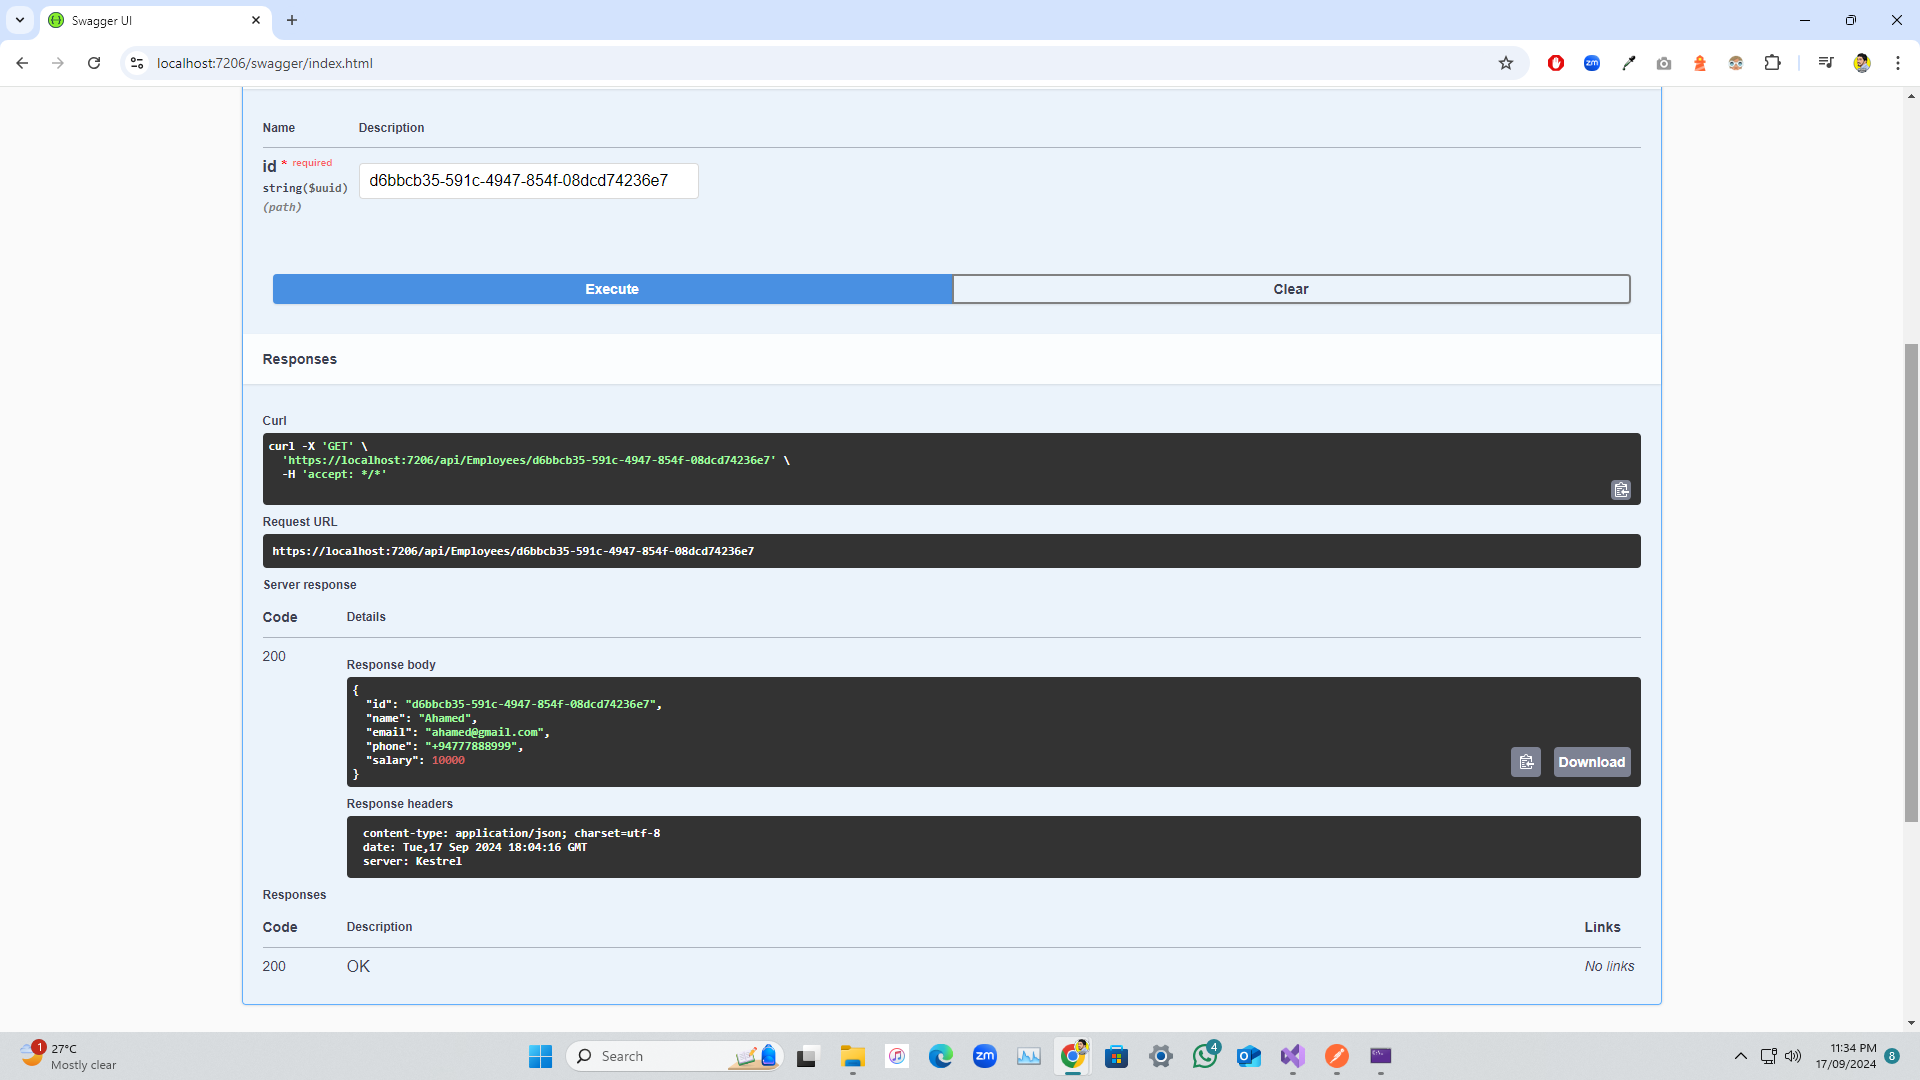 Swagger UI
localhost:7206/swagger/index.html
Name Description
id * required
string($uuid)
(path)
d6bbcb35-591c-4947-854f-08dcd74236e7
Execute Clear
Responses
Curl
curl -X 'GET' \
'https://localhost:7206/api/Employees/d6bbcb35-591c-4947-854f-08dcd74236e7' \
-H 'accept: */*'
Request URL
https://localhost:7206/api/Employees/d6bbcb35-591c-4947-854f-08dcd74236e7
Server response
Code Details
200
Response body
{
"id": "d6bbcb35-591c-4947-854f-08dcd74236e7",
"name": "Ahamed",
"email": "ahamed@gmail.com",
"phone": "+94777888999",
"salary": 10000
}
Download
Response headers
content-type: application/json; charset=utf-8
date: Tue,17 Sep 2024 18:04:16 GMT
server: Kestrel
Responses
Code Description Links
200 OK No links
1
27°C
Mostly clear
Search
zm
4
11:34 PM
17/09/2024
8